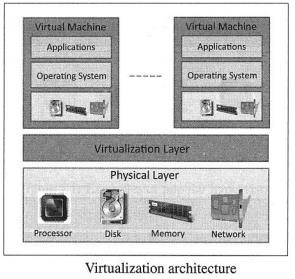 Virtual Machine
Applications
Operating System
Virtual Machine
Applications
Operating System
Virtualization Layer
Physical Layer
Processor Disk Memory Network
Virtualization architecture